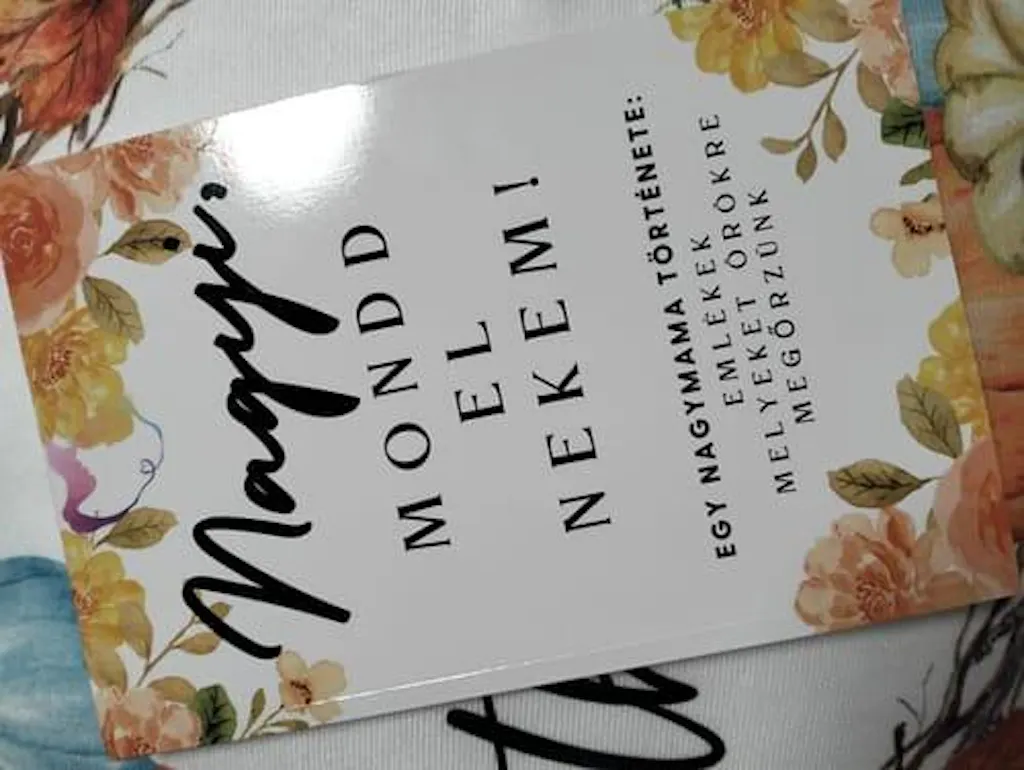 Nagyi,
MONDD
EL
NEKEM!
EGY NAGYMAMA TÖRTÉNETE:
EMLÉKEK
MELYEKET ÖRÖKRE
MEGŐRZÜNK